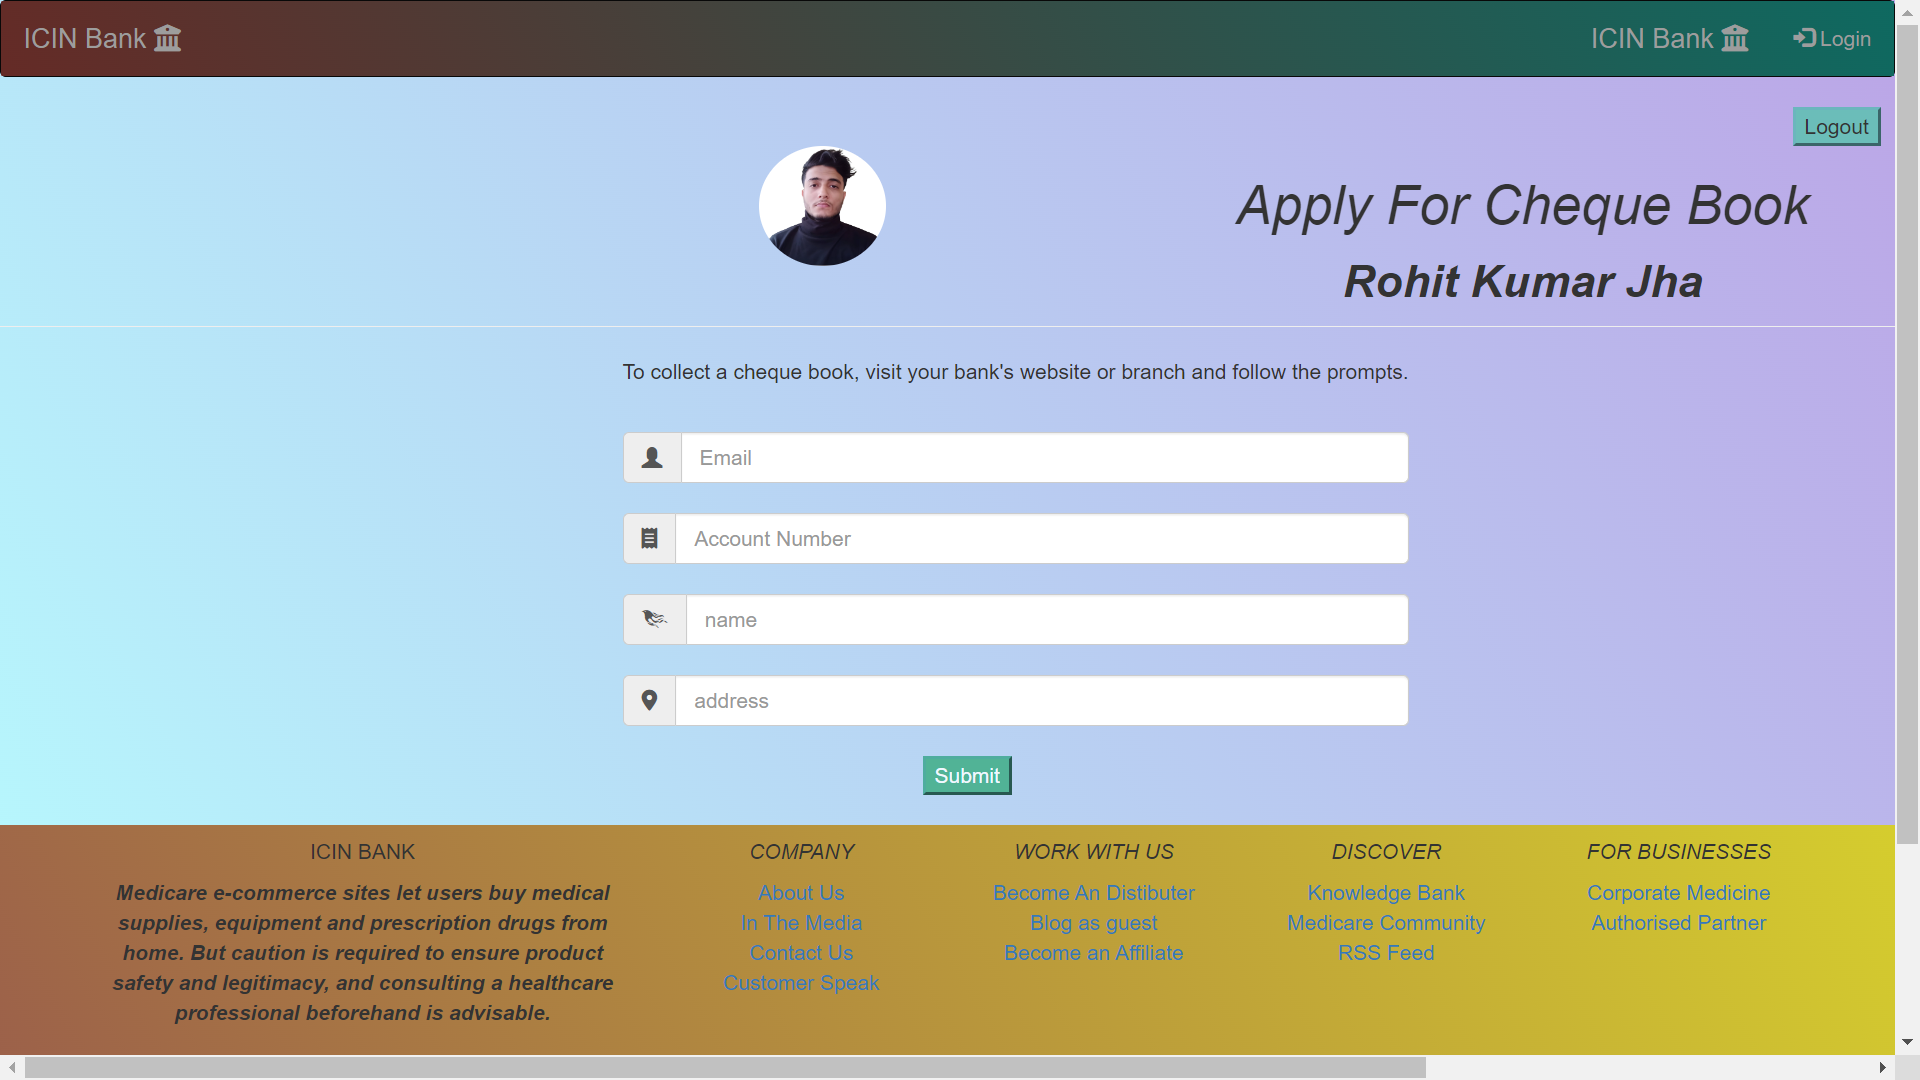 ICIN Bank
ICIN Bank
Login
Logout
Apply For Cheque Book
Rohit Kumar Jha
To collect a cheque book, visit your bank's website or branch and follow the prompts.
Email
Account Number
name
address
Submit
ICIN BANK
Medicare e-commerce sites let users buy medical
supplies, equipment and prescription drugs from
home. But caution is required to ensure product
safety and legitimacy, and consulting a healthcare
professional beforehand is advisable.
COMPANY
About Us
In The Media
Contact Us
Customer Speak
WORK WITH US
Become An Distibuter
Blog as guest
Become an Affiliate
DISCOVER
Knowledge Bank
Medicare Community
RSS Feed
FOR BUSINESSES
Corporate Medicine
Authorised Partner